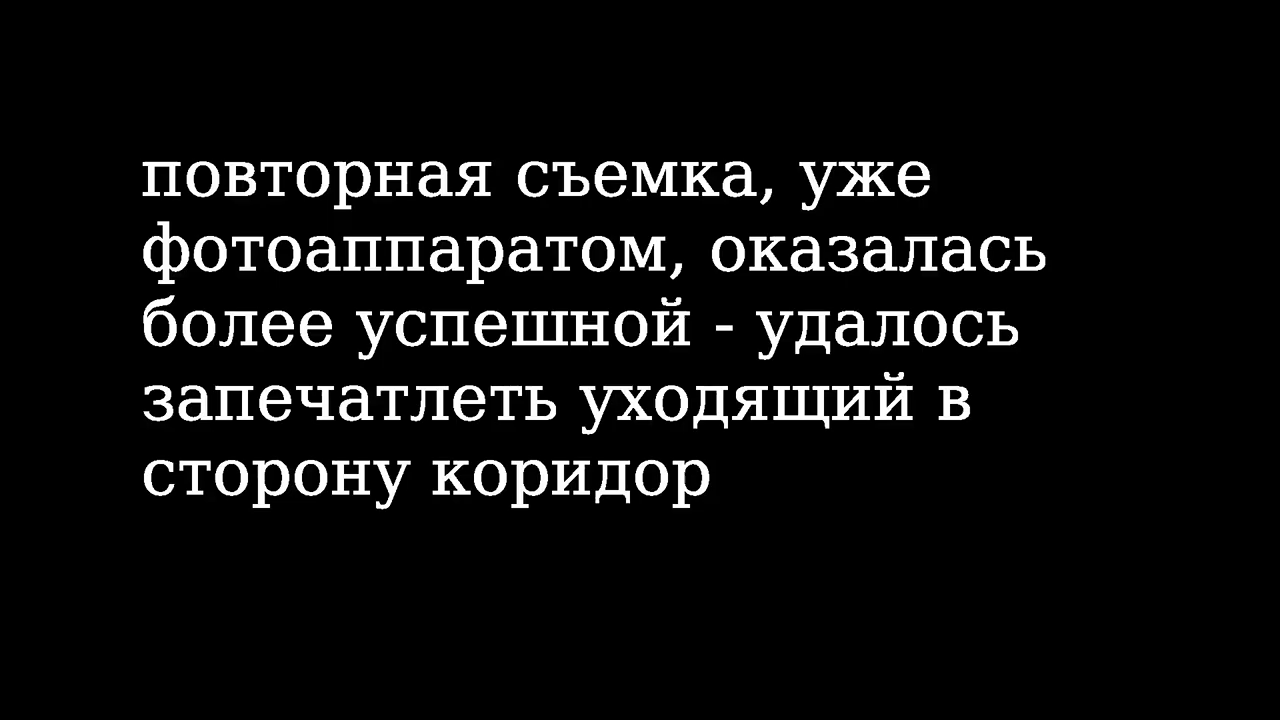 повторная съемка, уже
фотоаппаратом, оказалась
более успешной - удалось
запечатлеть уходящий в
сторону коридор